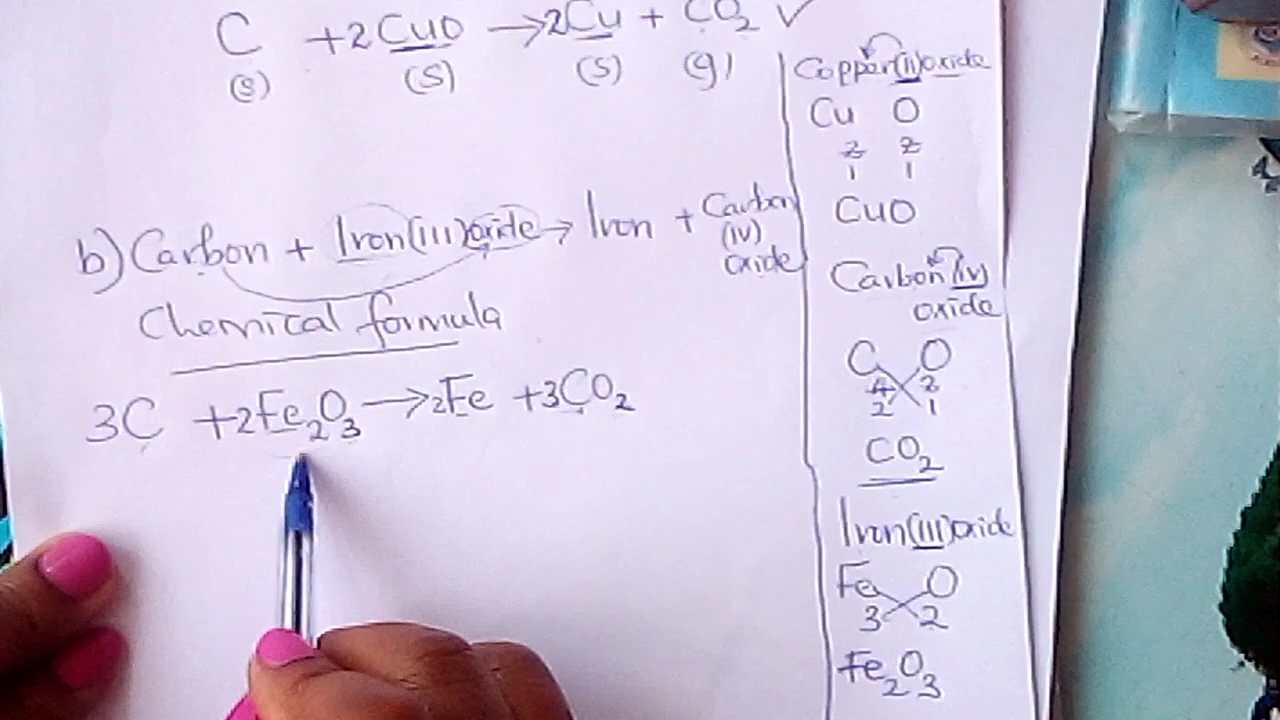 C + 2 CuO → 2Cu + CO2 ✓
(s) (s) (s) (g)
b) Carbon + Iron(III)oxide → Iron + Carbon
(IV)
oxide
Chemical formula
3C + 2Fe2O3 → 2Fe + 3CO2
Copper(II)oxide
Cu O
2 2
1 1
CuO
Carbon(IV)
oxide
C O
4 2
2 1
CO2
Iron(III)oxide
Fe O
3 2
Fe2O3